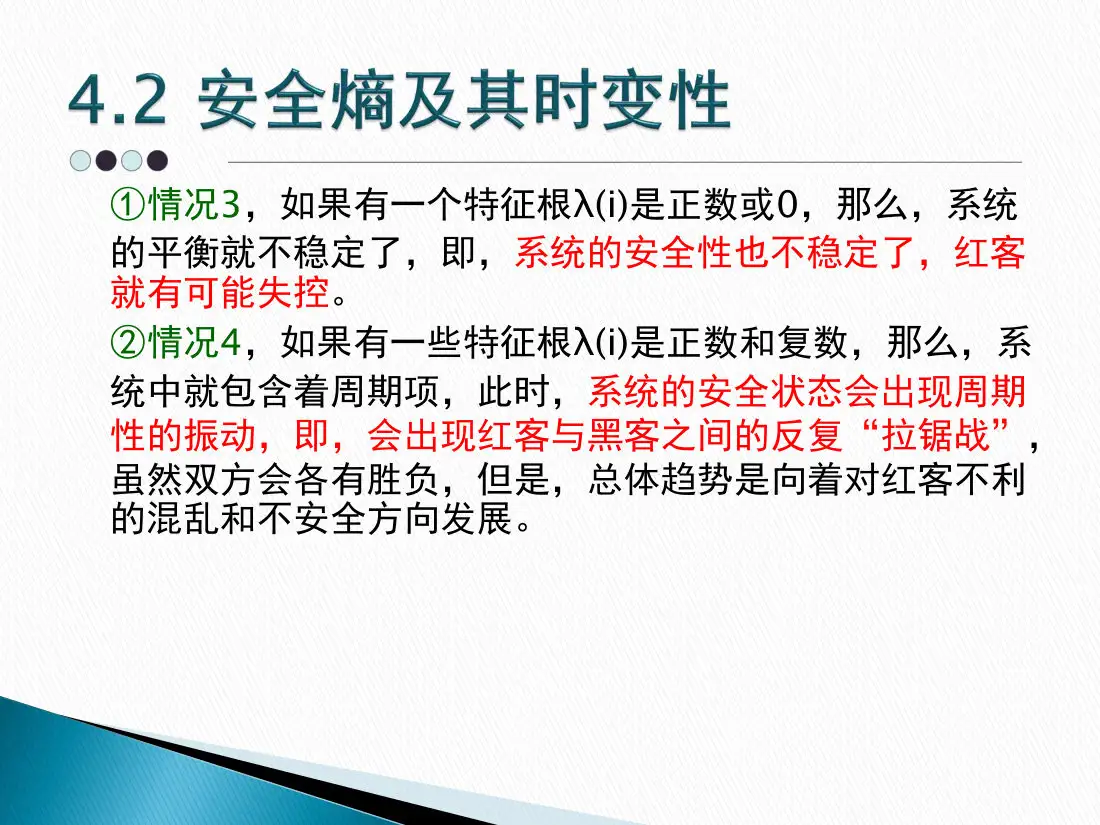 4.2 安全熵及其时变性
①情况3，如果有一个特征根λ(i)是正数或0，那么，系统
的平衡就不稳定了，即，系统的安全性也不稳定了，红客
就有可能失控。
②情况4，如果有一些特征根λ(i)是正数和复数，那么，系
统中就包含着周期项，此时，系统的安全状态会出现周期
性的振动，即，会出现红客与黑客之间的反复“拉锯战”，
虽然双方会各有胜负，但是，总体趋势是向着对红客不利
的混乱和不安全方向发展。